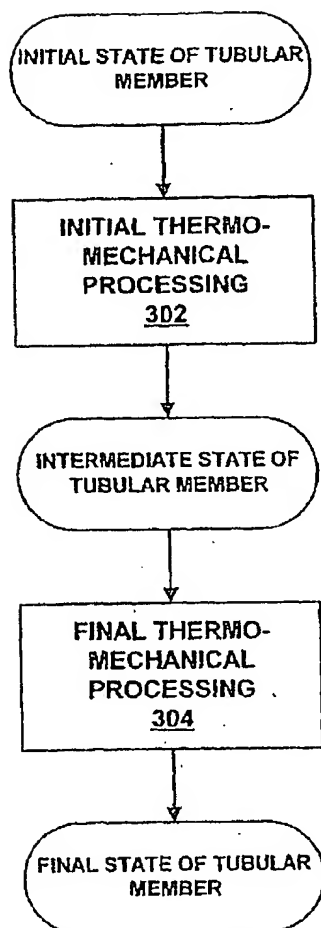 INITIAL STATE OF TUBULAR
MEMBER
INITIAL THERMO-
MECHANICAL
PROCESSING
302
INTERMEDIATE STATE OF
TUBULAR MEMBER
FINAL THERMO-
MECHANICAL
PROCESSING
304
FINAL STATE OF TUBULAR
MEMBER